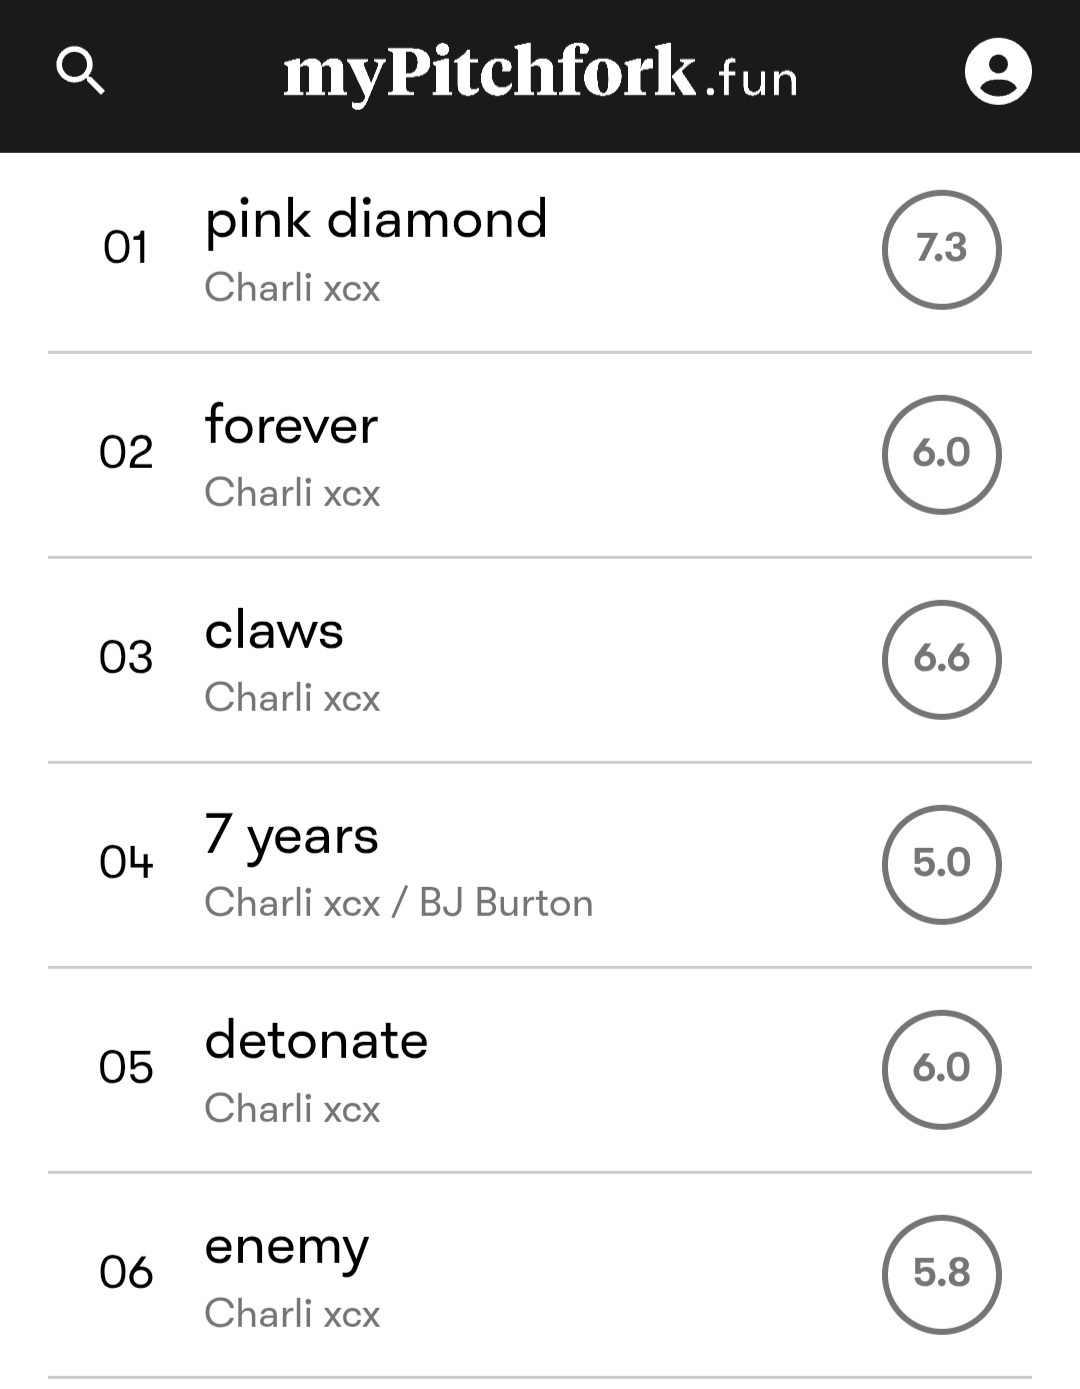 myPitchfork.fun
01 pink diamond 7.3
Charli xcx
02 forever 6.0
Charli xcx
03 claws 6.6
Charli xcx
04 7 years 5.0
Charli xcx / BJ Burton
05 detonate 6.0
Charli xcx
06 enemy 5.8
Charli xcx